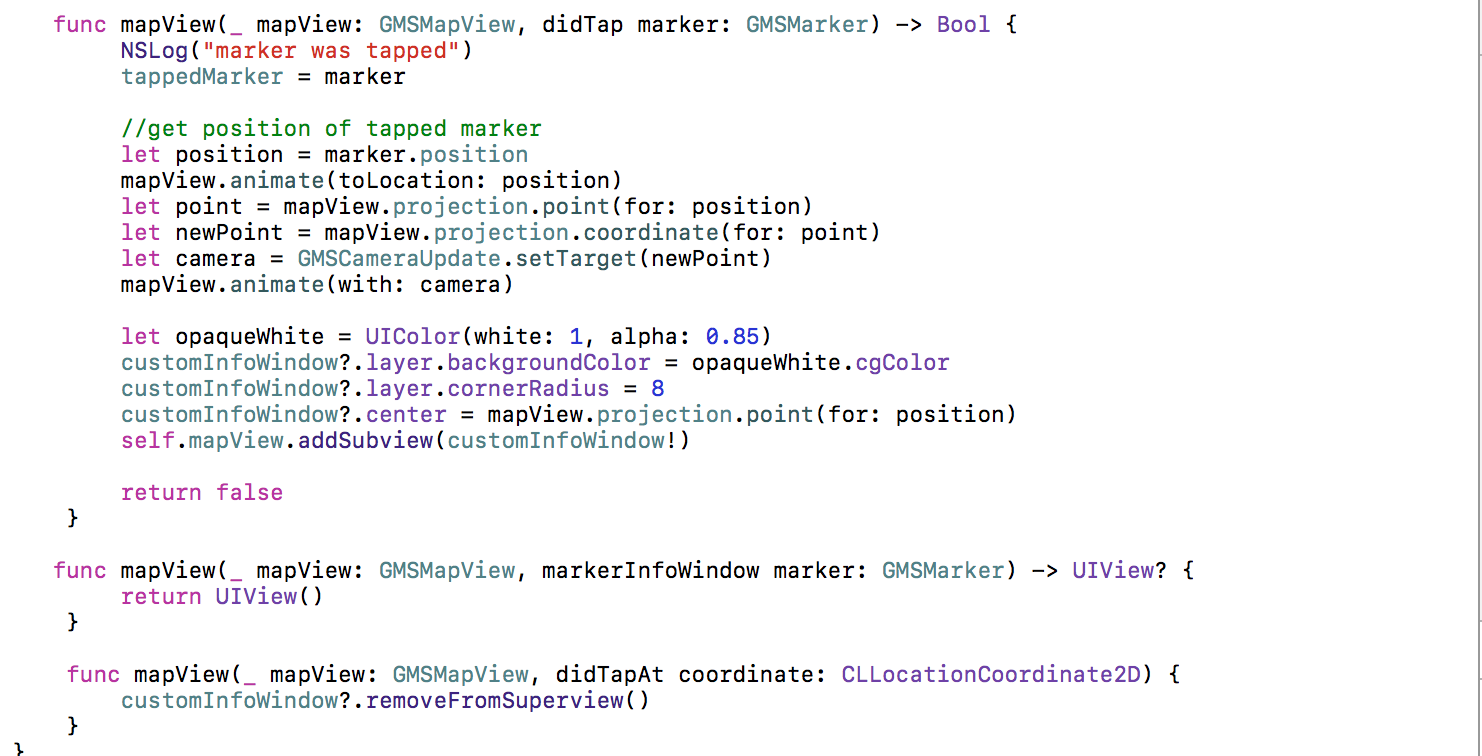 func mapView(_ mapView: GMSMapView, didTap marker: GMSMarker) -> Bool {
NSLog("marker was tapped")
tappedMarker = marker
//get position of tapped marker
let position = marker.position
mapView.animate(toLocation: position)
let point = mapView.projection.point(for: position)
let newPoint = mapView.projection.coordinate(for: point)
let camera = GMSCameraUpdate.setTarget(newPoint)
mapView.animate(with: camera)
let opaqueWhite = UIColor(white: 1, alpha: 0.85)
customInfoWindow?.layer.backgroundColor = opaqueWhite.cgColor
customInfoWindow?.layer.cornerRadius = 8
customInfoWindow?.center = mapView.projection.point(for: position)
self.mapView.addSubview(customInfoWindow!)
return false
}
func mapView(_ mapView: GMSMapView, markerInfoWindow marker: GMSMarker) -> UIView? {
return UIView()
}
func mapView(_ mapView: GMSMapView, didTapAt coordinate: CLLocationCoordinate2D) {
customInfoWindow?.removeFromSuperview()
}
}